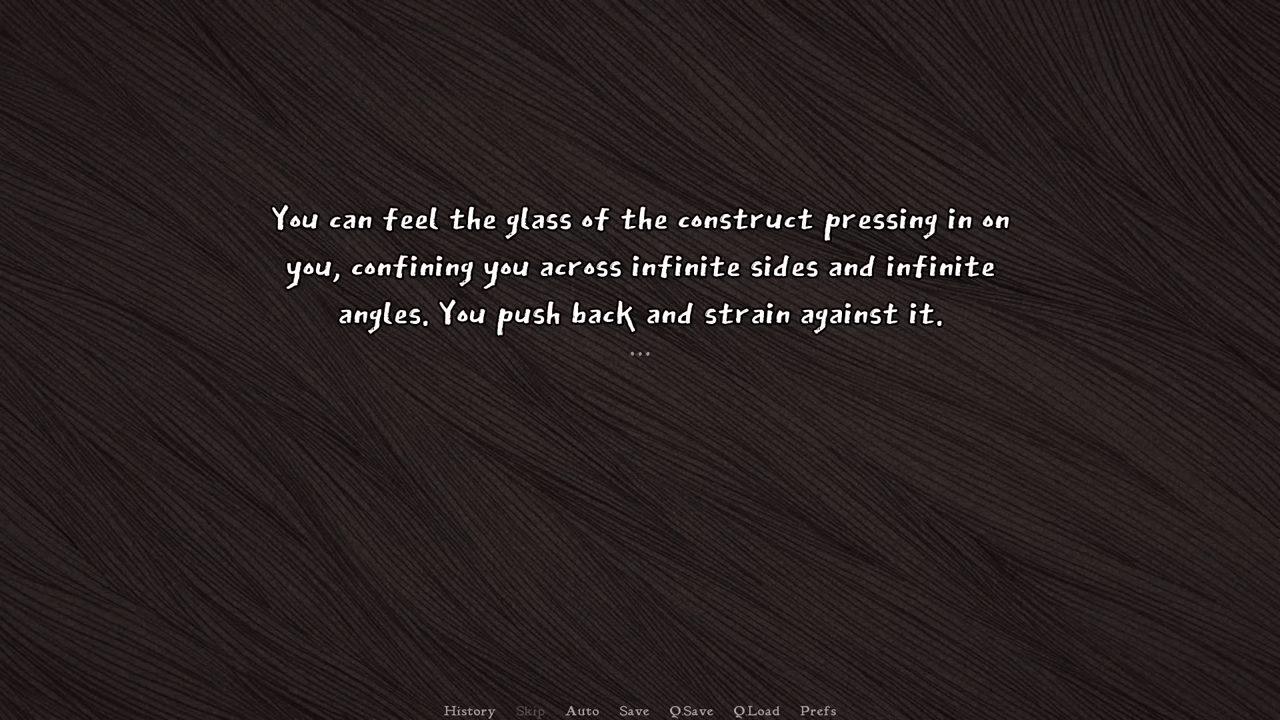 You can feel the glass of the construct pressing in on
you, confining you across infinite sides and infinite
angles. You push back and strain against it.
...
History Skip Auto Save Q.Save Q.Load Prefs